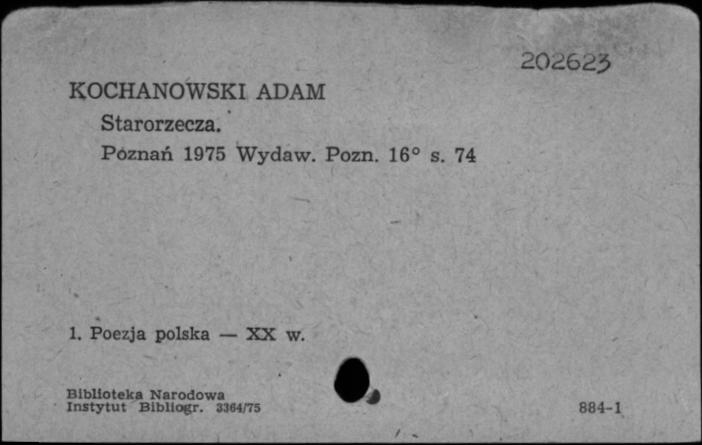 202623
KOCHANOWSKI ADAM
Starorzecza.
Poznań 1975 Wydaw. Pozn. 16° s. 74
1. Poezja polska — XX w.
Biblioteka Narodowa
Instytut Bibliogr. 3364/75
884-1